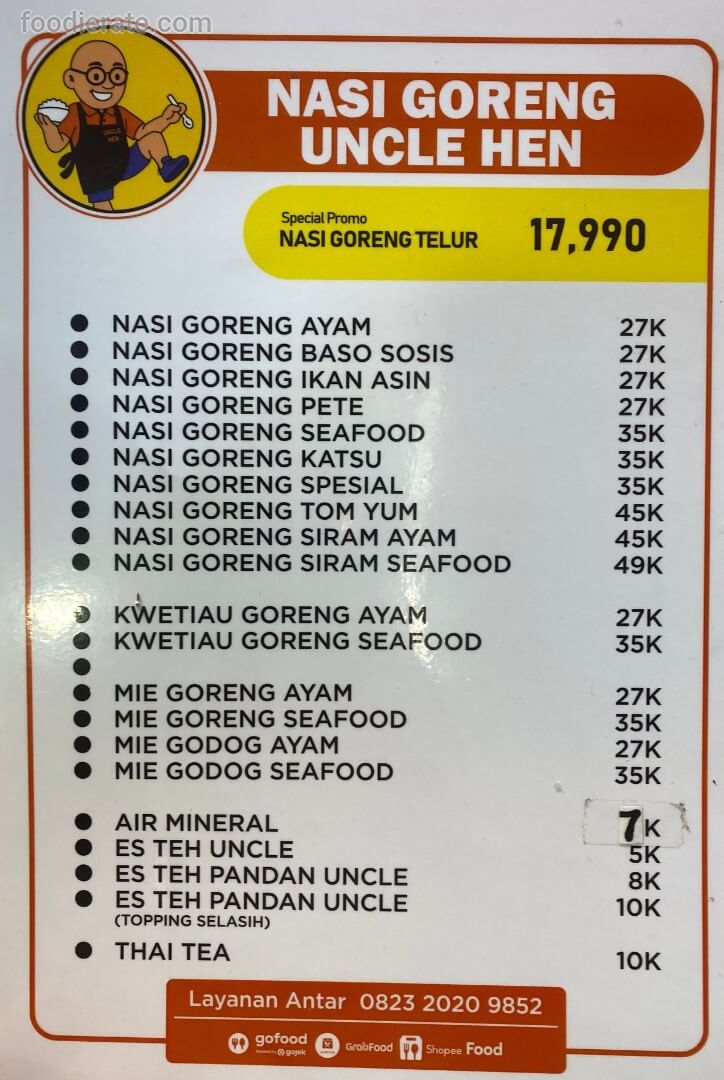 foodierate.com
NASI GORENG
UNCLE HEN
UNCLE
HEN
Special Promo
NASI GORENG TELUR 17,990
● NASI GORENG AYAM 27K
● NASI GORENG BASO SOSIS 27K
● NASI GORENG IKAN ASIN 27K
● NASI GORENG PETE 27K
● NASI GORENG SEAFOOD 35K
● NASI GORENG KATSU 35K
● NASI GORENG SPESIAL 35K
● NASI GORENG TOM YUM 45K
● NASI GORENG SIRAM AYAM 45K
● NASI GORENG SIRAM SEAFOOD 49K
● KWETIAU GORENG AYAM 27K
● KWETIAU GORENG SEAFOOD 35K
●
● MIE GORENG AYAM 27K
● MIE GORENG SEAFOOD 35K
● MIE GODOG AYAM 27K
● MIE GODOG SEAFOOD 35K
● AIR MINERAL 7K
● ES TEH UNCLE 5K
● ES TEH PANDAN UNCLE 8K
● ES TEH PANDAN UNCLE 10K
(TOPPING SELASIH)
● THAI TEA 10K
Layanan Antar 0823 2020 9852
gofood GrabFood Shopee Food
Powered by gojek